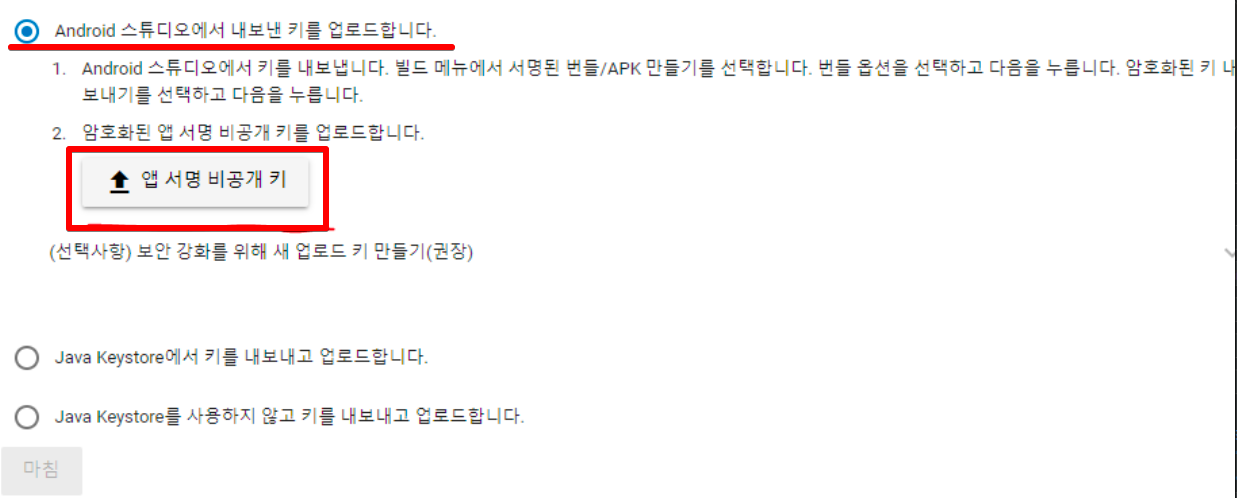 Android 스튜디오에서 내보낸 키를 업로드합니다.
1. Android 스튜디오에서 키를 내보냅니다. 빌드 메뉴에서 서명된 번들/APK 만들기를 선택합니다. 번들 옵션을 선택하고 다음을 누릅니다. 암호화된 키 내
보내기를 선택하고 다음을 누릅니다.
2. 암호화된 앱 서명 비공개 키를 업로드합니다.
앱 서명 비공개 키
(선택사항) 보안 강화를 위해 새 업로드 키 만들기(권장)
Java Keystore에서 키를 내보내고 업로드합니다.
Java Keystore를 사용하지 않고 키를 내보내고 업로드합니다.
마침